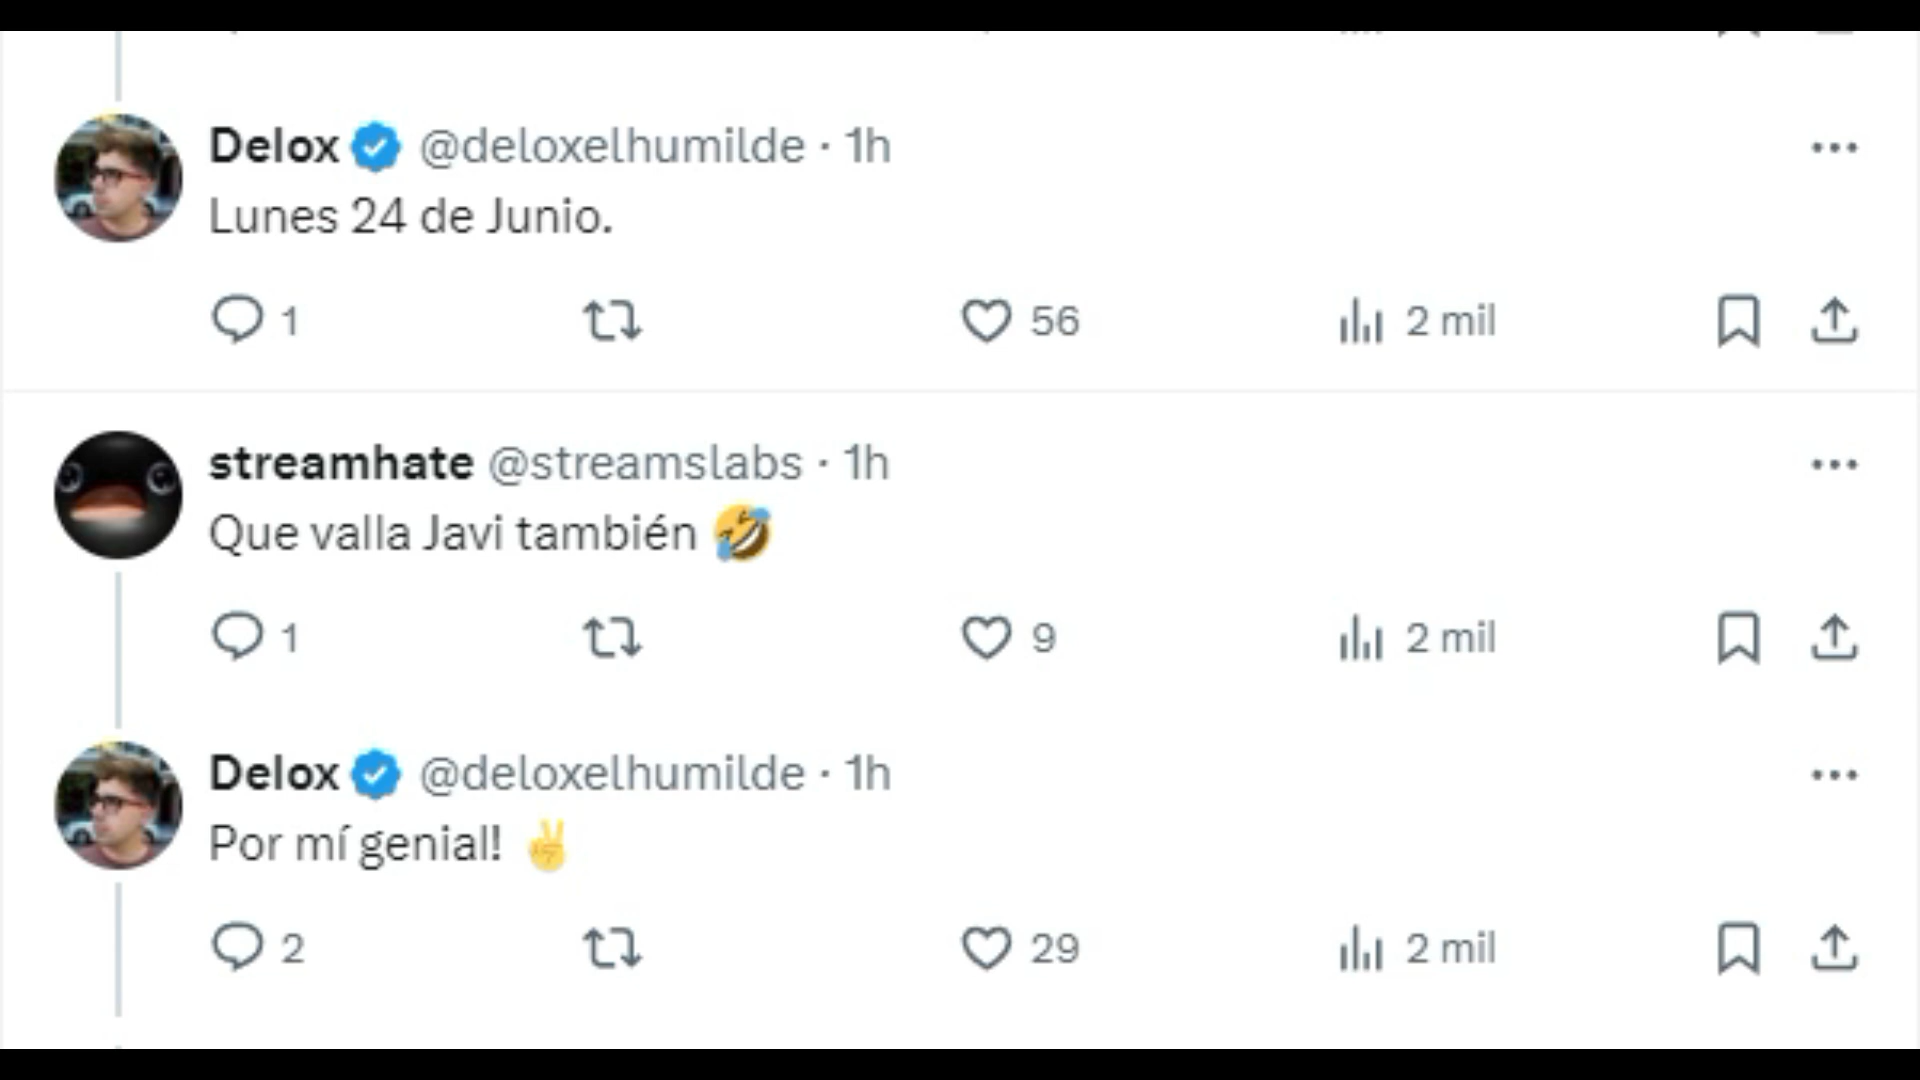 Delox @deloxelhumilde · 1h
Lunes 24 de Junio.
1 56 2 mil
streamhate @streamslabs · 1h
Que valla Javi también 🤣
1 9 2 mil
Delox @deloxelhumilde · 1h
Por mí genial! ✌️
2 29 2 mil